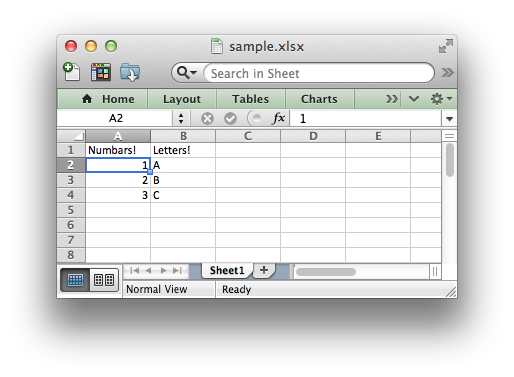 sample.xlsx
Search in Sheet
Home Layout Tables Charts
A2 fx 1
A B C D E
1 Numbars! Letters!
2 1 A
3 2 B
4 3 C
5
6
7
8
Sheet1
Normal View Ready